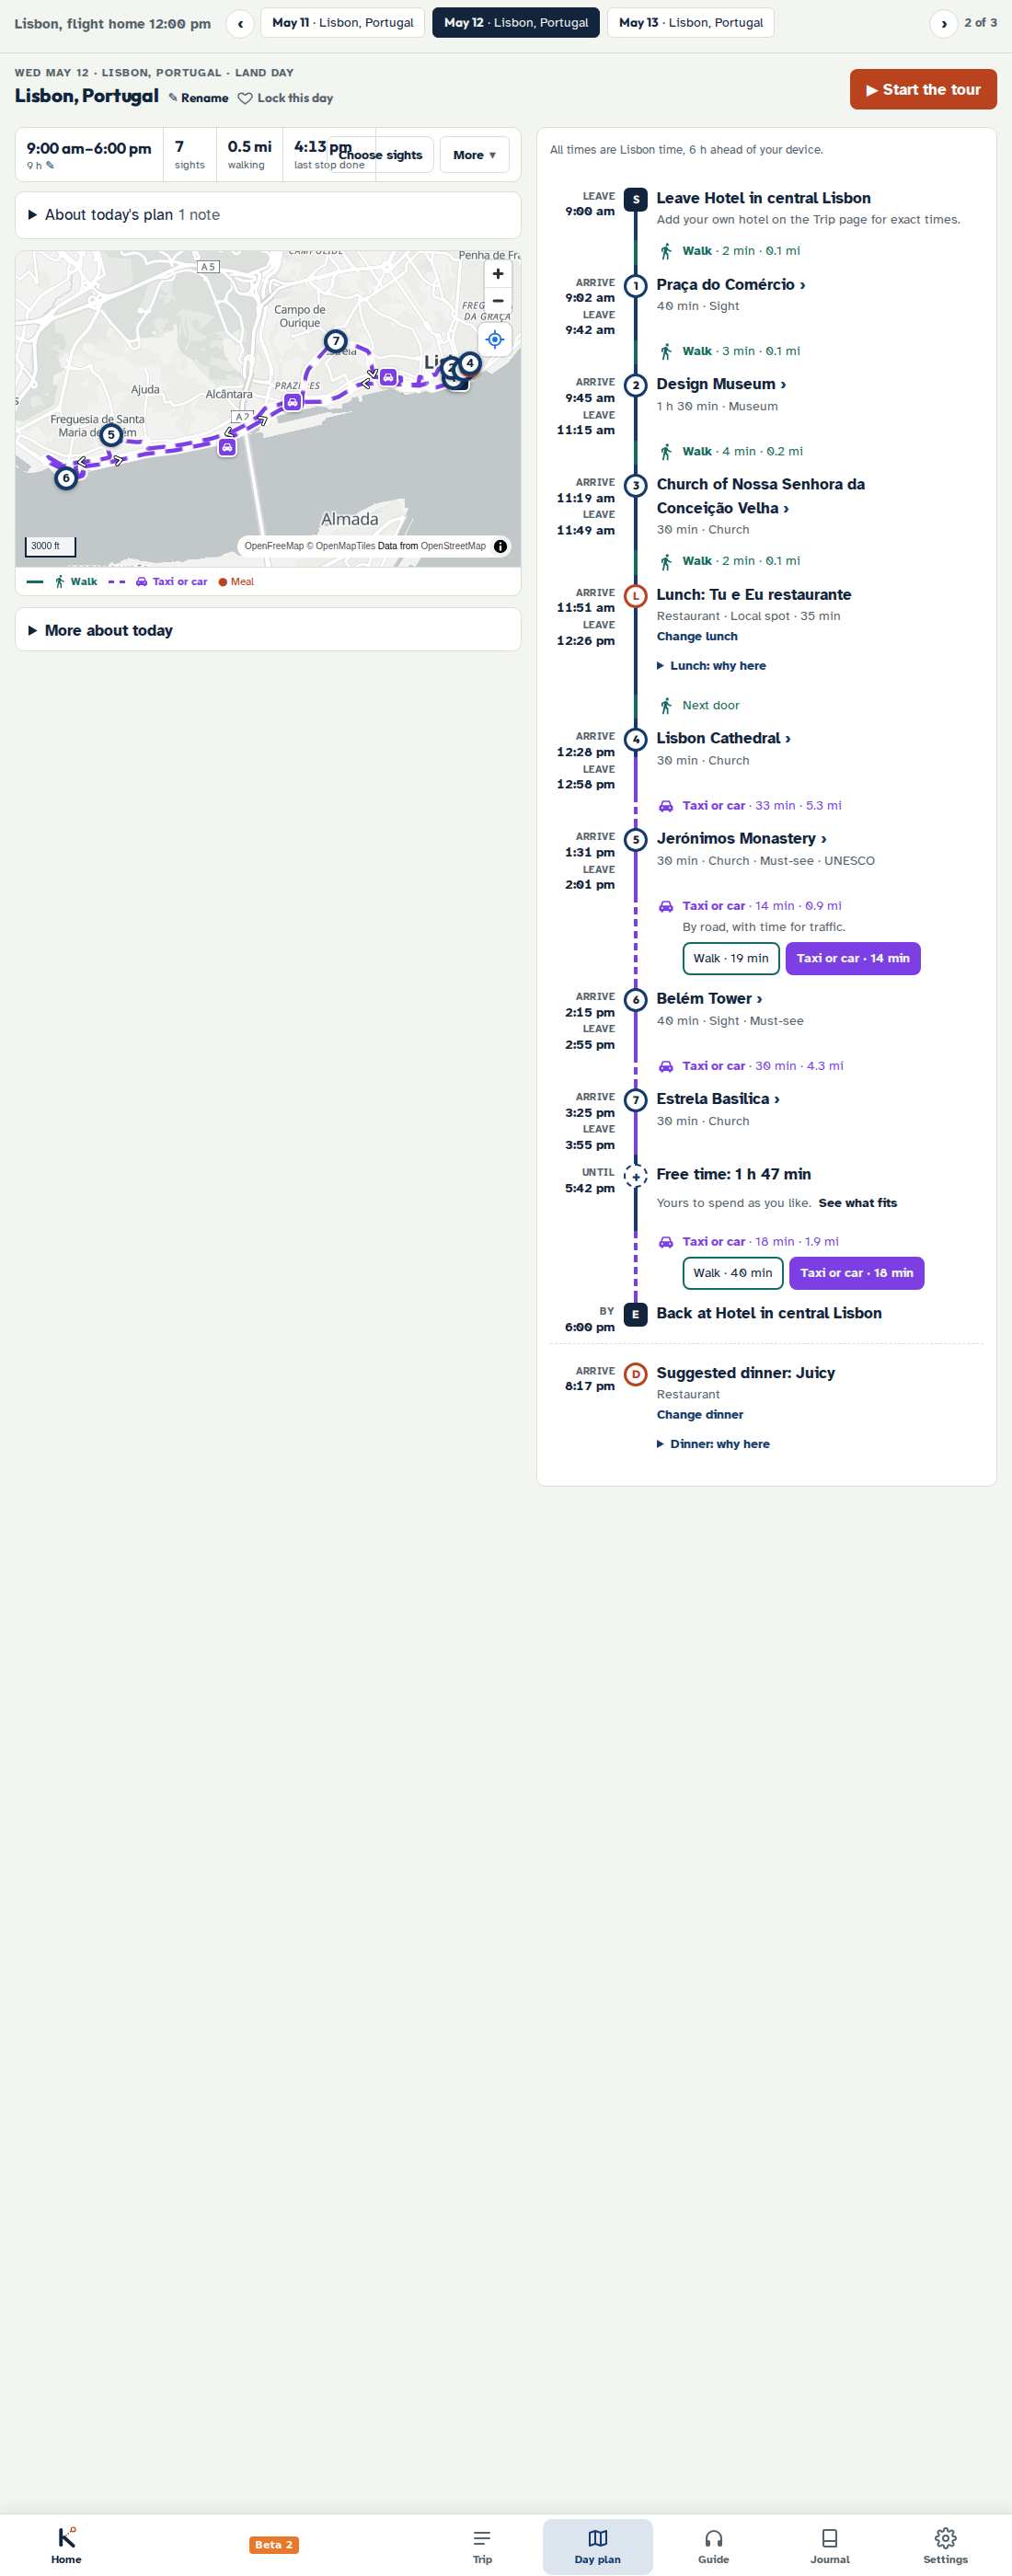 Lisbon, flight home 12:00 pm
‹
May 11 · Lisbon, Portugal
May 12 · Lisbon, Portugal
May 13 · Lisbon, Portugal
›
2 of 3
WED MAY 12 · LISBON, PORTUGAL · LAND DAY
Lisbon, Portugal
✎ Rename
Lock this day
▶ Start the tour
9:00 am–6:00 pm
9 h ✎
7
sights
0.5 mi
walking
4:13 pm
last stop done
Choose sights
More ▼
▶ About today's plan 1 note
A 5
Penha de Fr
Campo de
Ourique
FREG
DA GRAÇA
7
4
Ajuda
Alcântara
A 2
Freguesia de Santa
5
6
Almada
3000 ft
OpenFreeMap © OpenMapTiles Data from OpenStreetMap
Walk
Taxi or car
Meal
▶ More about today
All times are Lisbon time, 6 h ahead of your device.
LEAVE
9:00 am
S
Leave Hotel in central Lisbon
Add your own hotel on the Trip page for exact times.
Walk · 2 min · 0.1 mi
ARRIVE
9:02 am
LEAVE
9:42 am
1
Praça do Comércio ›
40 min · Sight
Walk · 3 min · 0.1 mi
ARRIVE
9:45 am
LEAVE
11:15 am
2
Design Museum ›
1 h 30 min · Museum
Walk · 4 min · 0.2 mi
ARRIVE
11:19 am
LEAVE
11:49 am
3
Church of Nossa Senhora da
Conceição Velha ›
30 min · Church
Walk · 2 min · 0.1 mi
ARRIVE
11:51 am
LEAVE
12:26 pm
L
Lunch: Tu e Eu restaurante
Restaurant · Local spot · 35 min
Change lunch
▶ Lunch: why here
Next door
ARRIVE
12:28 pm
LEAVE
12:58 pm
4
Lisbon Cathedral ›
30 min · Church
Taxi or car · 33 min · 5.3 mi
ARRIVE
1:31 pm
LEAVE
2:01 pm
5
Jerónimos Monastery ›
30 min · Church · Must-see · UNESCO
Taxi or car · 14 min · 0.9 mi
By road, with time for traffic.
Walk · 19 min
Taxi or car · 14 min
ARRIVE
2:15 pm
LEAVE
2:55 pm
6
Belém Tower ›
40 min · Sight · Must-see
Taxi or car · 30 min · 4.3 mi
ARRIVE
3:25 pm
LEAVE
3:55 pm
7
Estrela Basilica ›
30 min · Church
UNTIL
5:42 pm
+
Free time: 1 h 47 min
Yours to spend as you like. See what fits
Taxi or car · 18 min · 1.9 mi
Walk · 40 min
Taxi or car · 18 min
BY
6:00 pm
E
Back at Hotel in central Lisbon
ARRIVE
8:17 pm
D
Suggested dinner: Juicy
Restaurant
Change dinner
▶ Dinner: why here
Home
Beta 2
Trip
Day plan
Guide
Journal
Settings